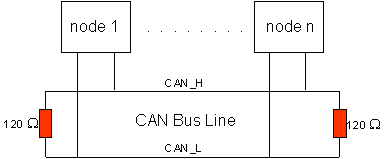 node 1 . . . . . . . . node n
CAN_H
120 Ω CAN Bus Line 120 Ω
CAN_L